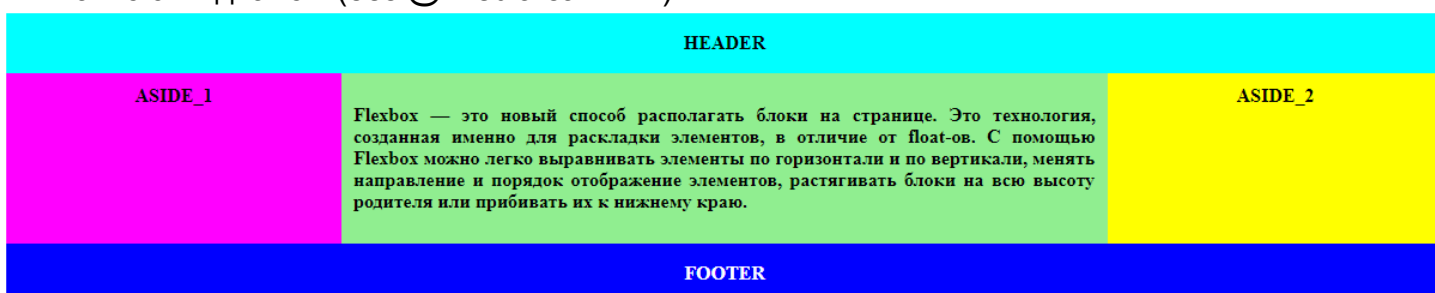 HEADER
ASIDE_1
Flexbox — это новый способ располагать блоки на странице. Это технология,
созданная именно для раскладки элементов, в отличие от float-ов. С помощью
Flexbox можно легко выравнивать элементы по горизонтали и по вертикали, менять
направление и порядок отображение элементов, растягивать блоки на всю высоту
родителя или прибивать их к нижнему краю.
ASIDE_2
FOOTER